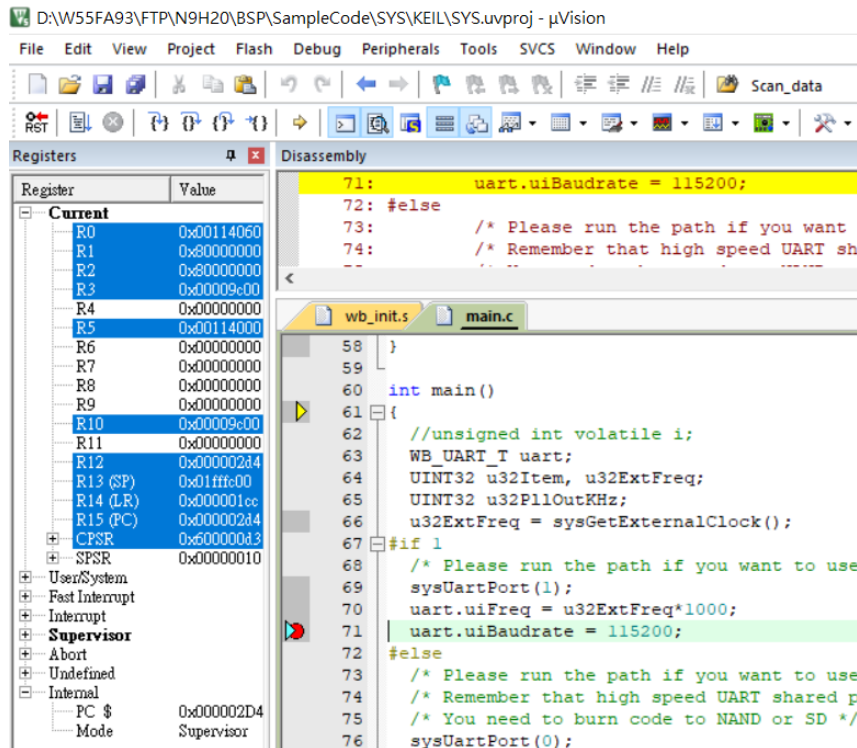 D:\W55FA93\FTP\N9H20\BSP\SampleCode\SYS\KEIL\SYS.uvproj - µVision
File Edit View Project Flash Debug Peripherals Tools SVCS Window Help
Scan_data
RST
Registers
Register Value
Current
R0 0x00114060
R1 0x80000000
R2 0x80000000
R3 0x00009c00
R4 0x00000000
R5 0x00114000
R6 0x00000000
R7 0x00000000
R8 0x00000000
R9 0x00000000
R10 0x00009c00
R11 0x00000000
R12 0x000002d4
R13 (SP) 0x01fffc00
R14 (LR) 0x000001cc
R15 (PC) 0x000002d4
CPSR 0x600000d3
SPSR 0x00000010
User/System
Fast Interrupt
Interrupt
Supervisor
Abort
Undefined
Internal
PC $ 0x000002D4
Mode Supervisor
Disassembly
71: uart.uiBaudrate = 115200;
72: #else
73: /* Please run the path if you want
74: /* Remember that high speed UART sh
wb_init.s main.c
58 }
59
60 int main()
61 {
62 //unsigned int volatile i;
63 WB_UART_T uart;
64 UINT32 u32Item, u32ExtFreq;
65 UINT32 u32PllOutKHz;
66 u32ExtFreq = sysGetExternalClock();
67 #if 1
68 /* Please run the path if you want to use
69 sysUartPort(1);
70 uart.uiFreq = u32ExtFreq*1000;
71 uart.uiBaudrate = 115200;
72 #else
73 /* Please run the path if you want to use
74 /* Remember that high speed UART shared p
75 /* You need to burn code to NAND or SD */
76 sysUartPort(0);